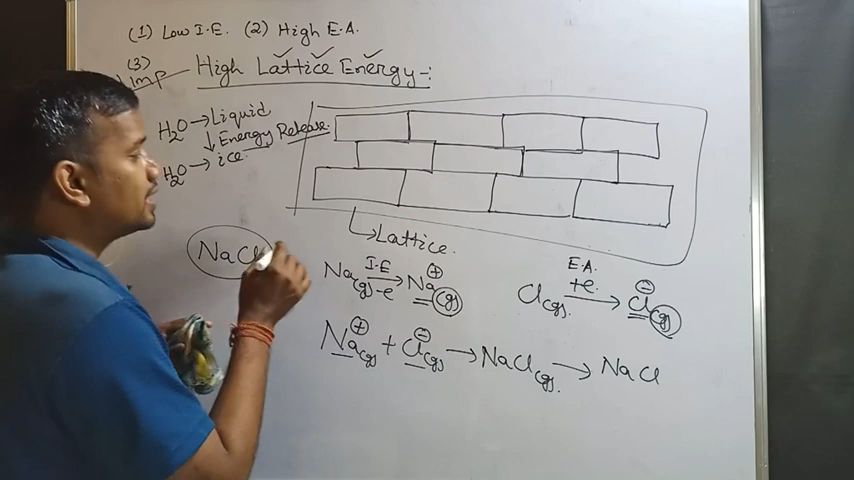 (1) Low I.E. (2) High E.A.
(3)
Imp High Lattice Energy-:
H₂O → Liquid
↓ Energy Release.
H₂O → ice.
→ Lattice.
NaCl
Na(g) I.E → -e Na⊕(g)
Cl(g). E.A. +e. → Cl⊖(g)
Na⊕(g) + Cl⊖(g) → NaCl(g). → NaCl